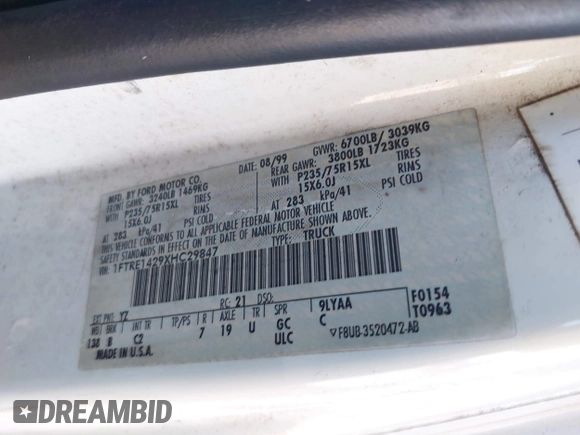 MFD. BY FORD MOTOR CO.
DATE: 08/99
GVWR: 6700LB/ 3039KG
FRONT GAWR: 3240LB 1469KG
REAR GAWR: 3800LB 1723KG
P235/75R15XL TIRES
P235/75R15XL TIRES
WITH 15X6.0J RIMS
WITH 15X6.0J RIMS
AT 283 kPa/41 PSI COLD
AT 283 kPa/41 PSI COLD
THIS VEHICLE CONFORMS TO ALL APPLICABLE FEDERAL MOTOR VEHICLE
SAFETY STANDARDS IN EFFECT ON THE DATE OF MANUFACTURE SHOWN ABOVE.
VIN: 1FTRE1429XHC29847
TYPE: TRUCK
EXT PNT: YZ RC: 21 DSO:
WB BRK INT TR TP/PS R AXLE TR SPR 9LYAA F0154
138 B C2 7 19 U GC C T0963
ULC
MADE IN U.S.A.
F8UB-3520472-AB
DREAMBID